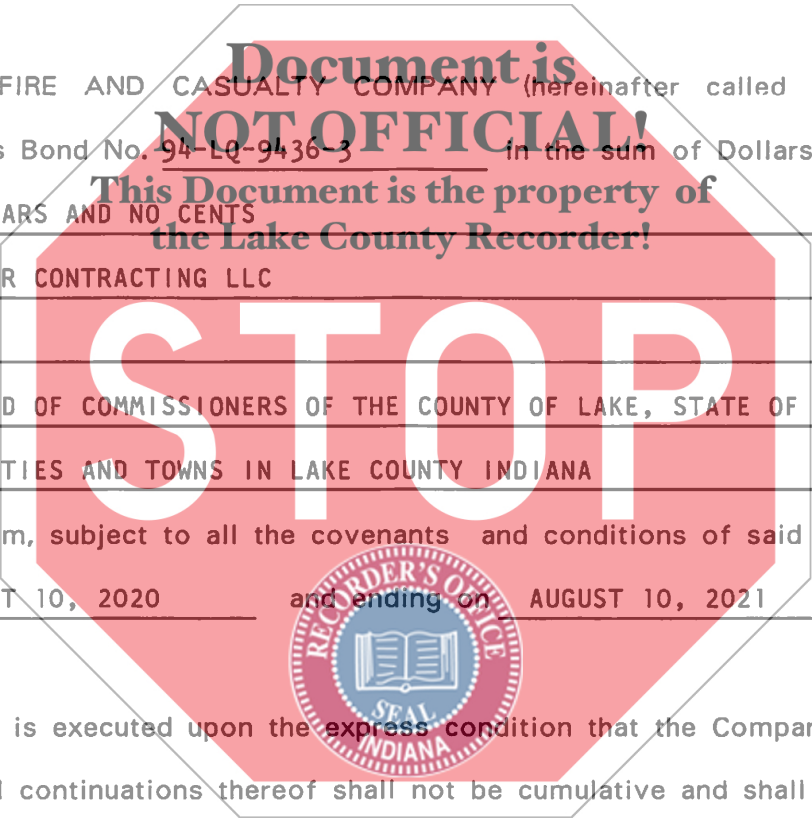 Document is
FIRE AND CASUALTY COMPANY (hereinafter called
NOT OFFICIAL!
Bond No. 94-LQ-9436-3 in the sum of Dollars
This Document is the property of
ARS AND NO CENTS
the Lake County Recorder!
R CONTRACTING LLC
STOP
D OF COMMISSIONERS OF THE COUNTY OF LAKE, STATE OF
TIES AND TOWNS IN LAKE COUNTY INDIANA
m, subject to all the covenants and conditions of said
T 10, 2020 and ending on AUGUST 10, 2021
RECORDER'S OFFICE
SEAL
INDIANA
is executed upon the express condition that the Compan
continuations thereof shall not be cumulative and shall